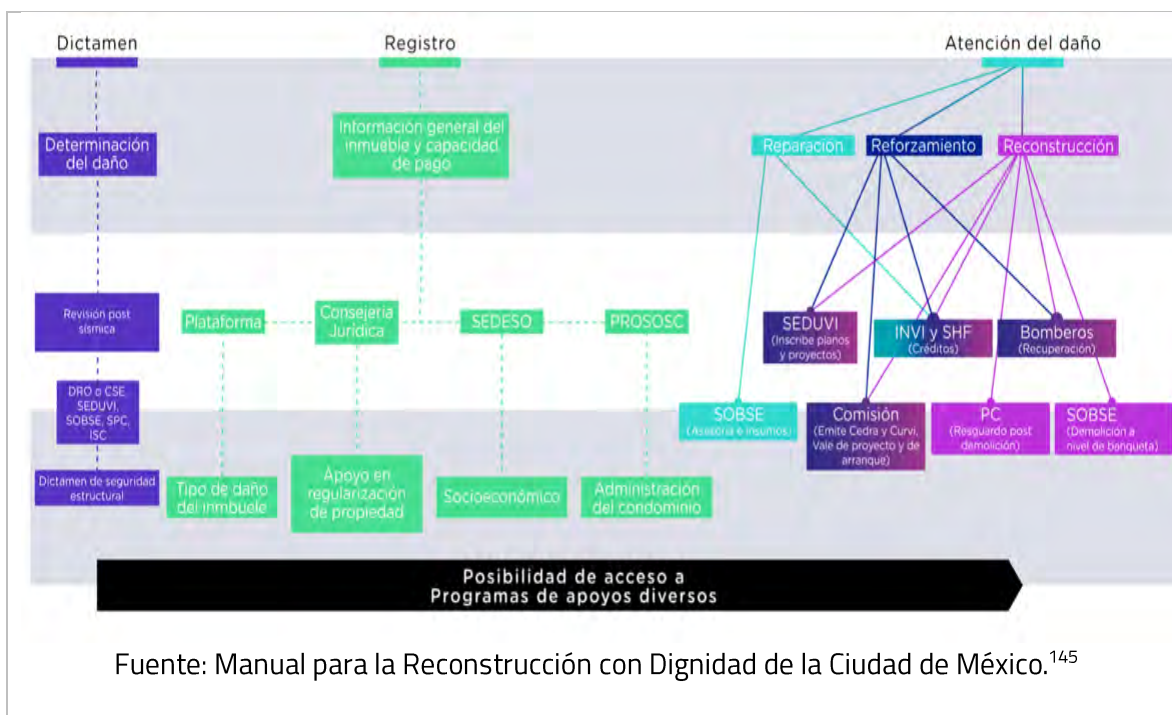 Dictamen
Registro
Atención del daño
Determinación
del daño
Información general del
inmueble y capacidad
de pago
Reparación
Reforzamiento
Reconstrucción
Revisión post
sísmica
Plataforma
Consejería
Jurídica
SEDESO
PROSOSC
SEDUVI
(Inscribe planos
y proyectos)
INVI y SHF
(Créditos)
Bomberos
(Recuperación)
DRO o CSE
SEDUVI,
SOBSE, SPC,
ISC
SOBSE
(Asesoría e insumos)
Comisión
(Emite Cedra y Curvi,
Vale de proyecto y de
arranque)
PC
(Resguardo post
demolición)
SOBSE
(Demolición a
nivel de banqueta)
Dictamen de seguridad
estructural
Tipo de daño
del inmbuele
Apoyo en
regularización
de propiedad
Socioeconómico
Administración
del condominio
Posibilidad de acceso a
Programas de apoyos diversos
Fuente: Manual para la Reconstrucción con Dignidad de la Ciudad de México.145